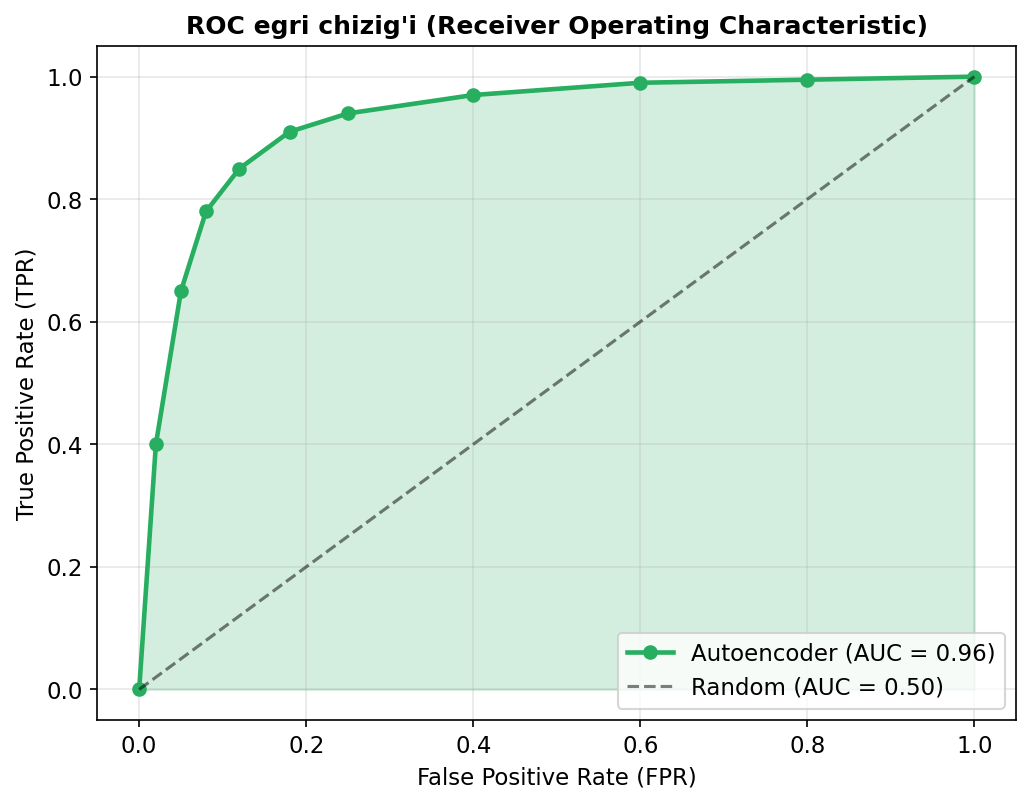 ROC egri chizig'i (Receiver Operating Characteristic)
True Positive Rate (TPR)
1.0
0.8
0.6
0.4
0.2
0.0
Autoencoder (AUC = 0.96)
Random (AUC = 0.50)
0.0 0.2 0.4 0.6 0.8 1.0
False Positive Rate (FPR)